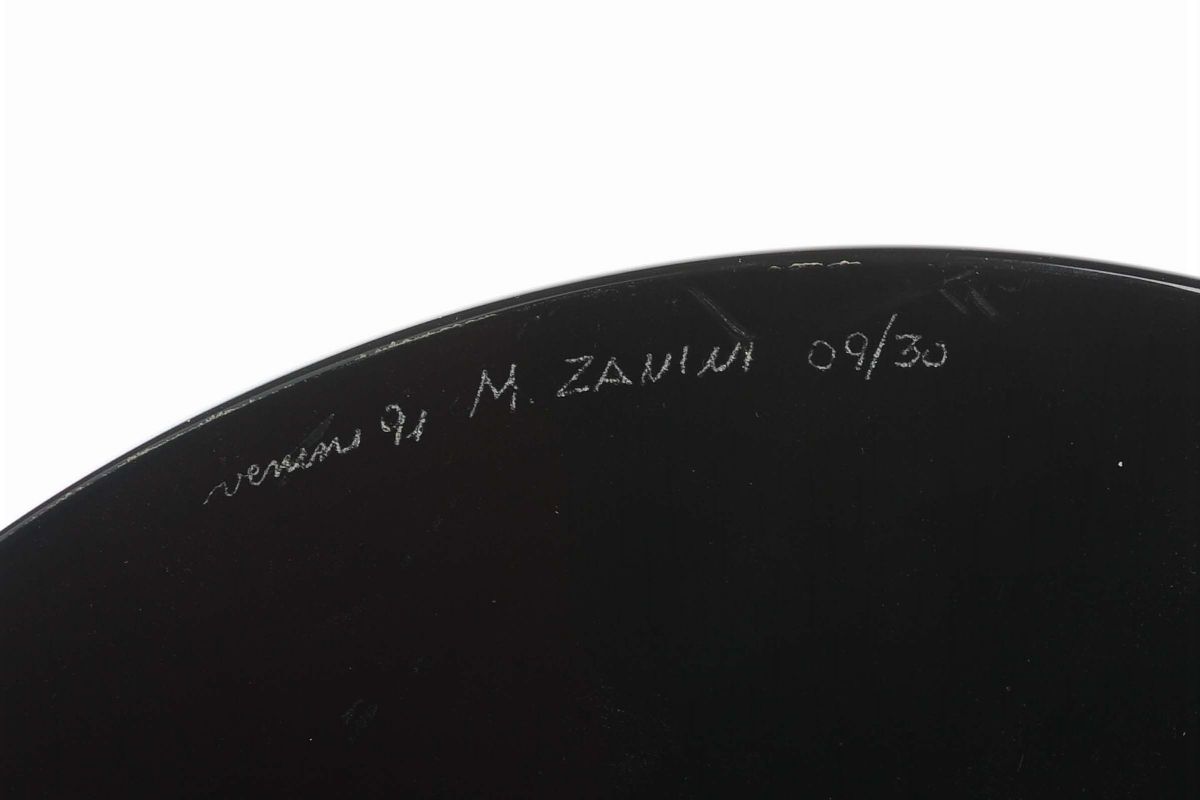 venini 91 M. ZANINI 09/30